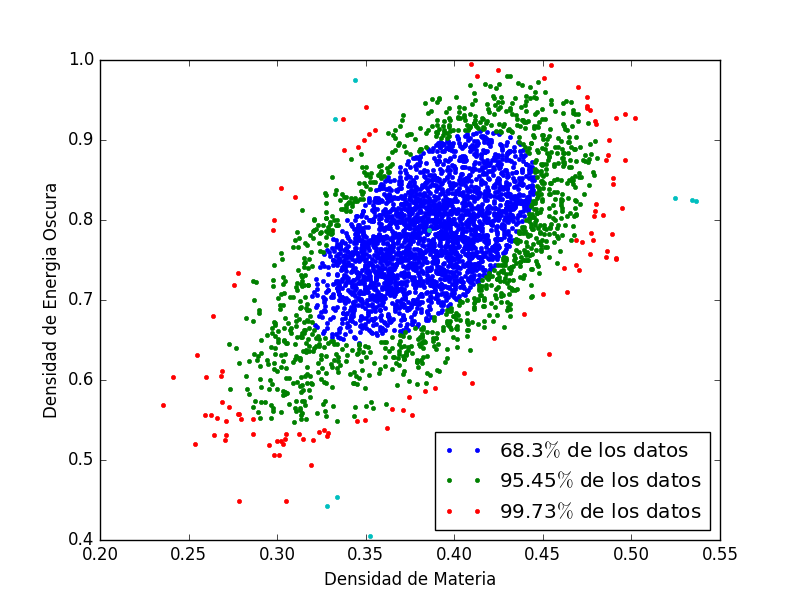 1.0
0.9
0.8
0.7
0.6
0.5
0.4
Densidad de Energia Oscura
68.3% de los datos
95.45% de los datos
99.73% de los datos
0.20 0.25 0.30 0.35 0.40 0.45 0.50 0.55
Densidad de Materia